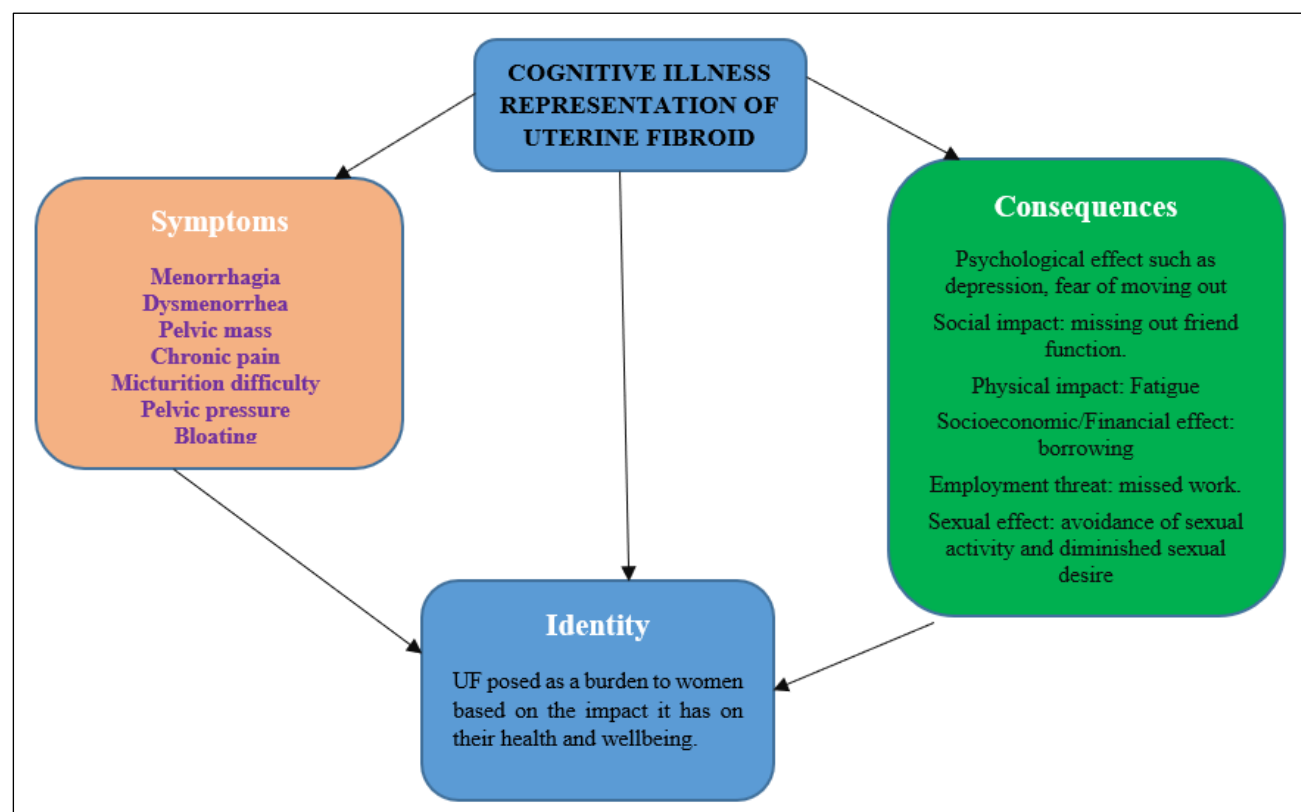 COGNITIVE ILLNESS
REPRESENTATION OF
UTERINE FIBROID
Symptoms
Menorrhagia
Dysmenorrhea
Pelvic mass
Chronic pain
Micturition difficulty
Pelvic pressure
Bloating
Consequences
Psychological effect such as
depression, fear of moving out
Social impact: missing out friend
function.
Physical impact: Fatigue
Socioeconomic/Financial effect:
borrowing
Employment threat: missed work.
Sexual effect: avoidance of sexual
activity and diminished sexual
desire
Identity
UF posed as a burden to women
based on the impact it has on
their health and wellbeing.